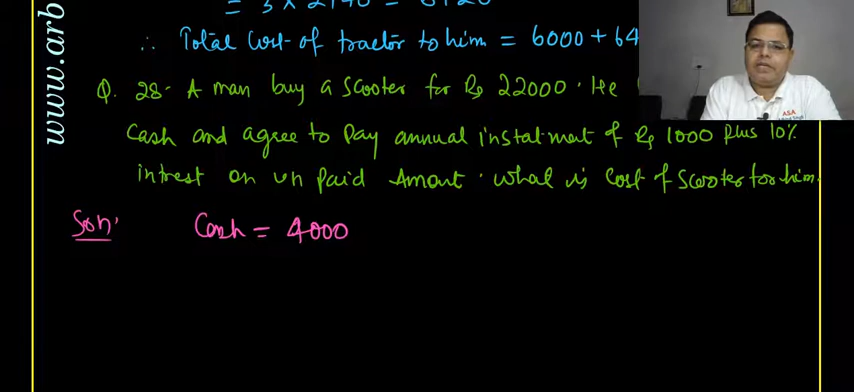 www.arb
∴ Total Cost of tractor to him = 6000 + 64
Q. 28. A man buy a scooter for Rs 22000. He
Cash and agree to Pay annual instalment of Rs 1000 plus 10%
intrest on un paid Amout. what is Cost of Scooter for him.
ASA
Soln: Cash = 4000